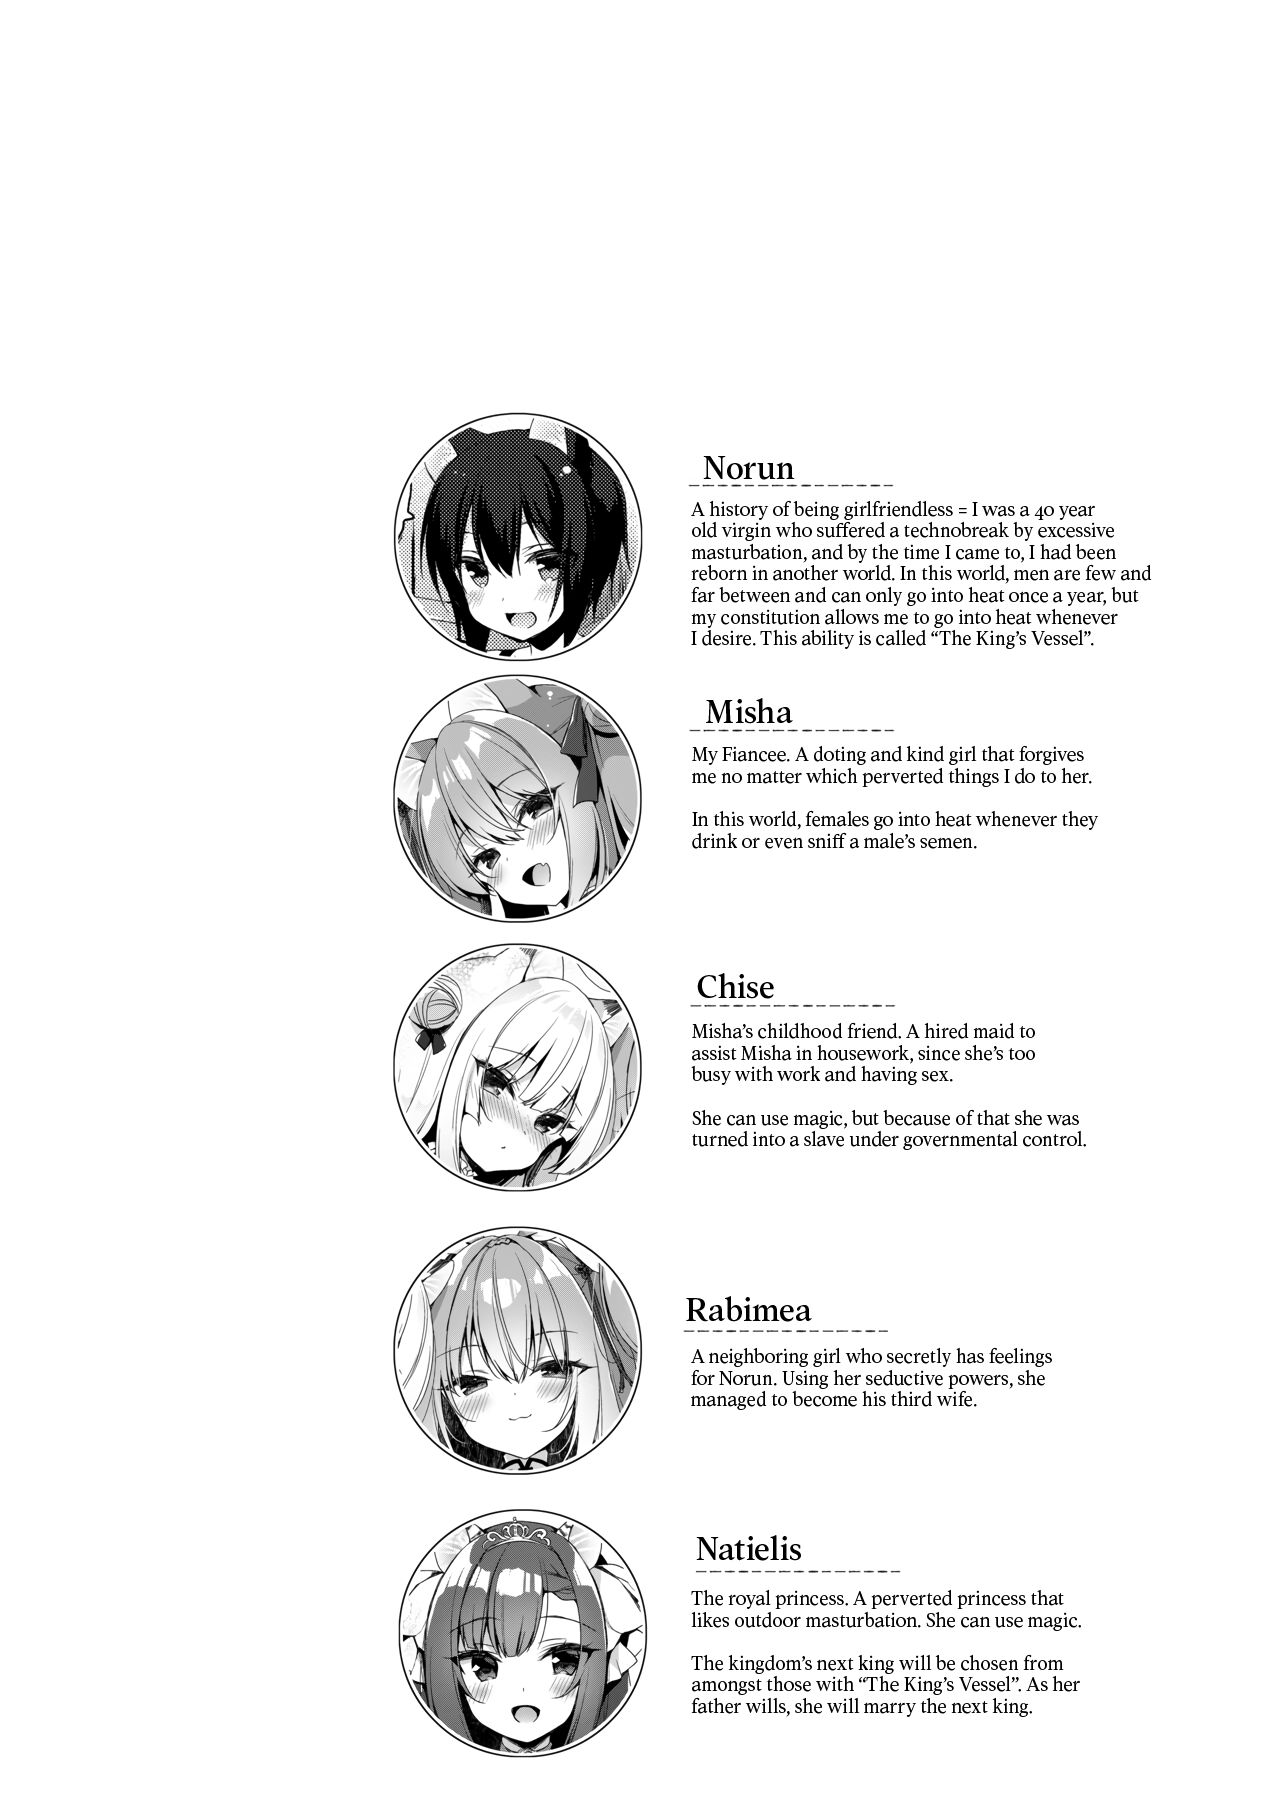 Norun
A history of being girlfriendless = I was a 40 year
old virgin who suffered a technobreak by excessive
masturbation, and by the time I came to, I had been
reborn in another world. In this world, men are few and
far between and can only go into heat once a year, but
my constitution allows me to go into heat whenever
I desire. This ability is called “The King’s Vessel”.
Misha
My Fiancee. A doting and kind girl that forgives
me no matter which perverted things I do to her.
In this world, females go into heat whenever they
drink or even sniff a male’s semen.
Chise
Misha’s childhood friend. A hired maid to
assist Misha in housework, since she’s too
busy with work and having sex.
She can use magic, but because of that she was
turned into a slave under governmental control.
Rabimea
A neighboring girl who secretly has feelings
for Norun. Using her seductive powers, she
managed to become his third wife.
Natielis
The royal princess. A perverted princess that
likes outdoor masturbation. She can use magic.
The kingdom’s next king will be chosen from
amongst those with “The King’s Vessel”. As her
father wills, she will marry the next king.